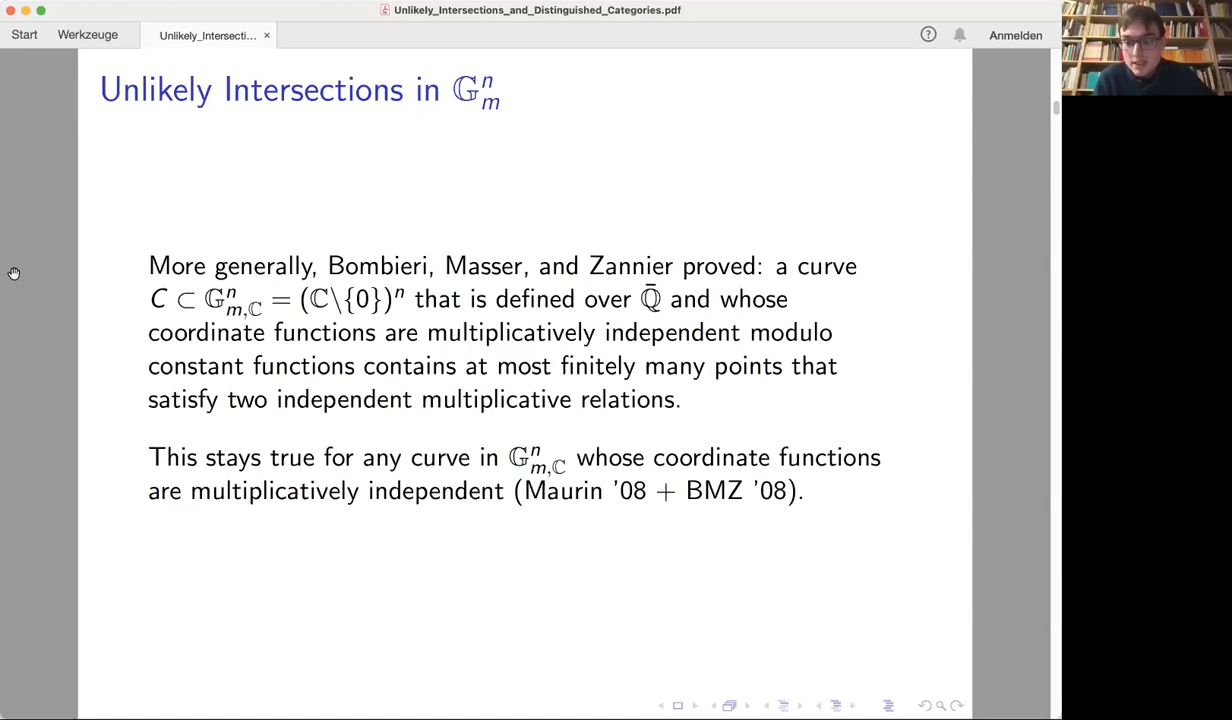 Unlikely_Intersections_and_Distinguished_Categories.pdf
Start Werkzeuge Unlikely_Intersecti... × Anmelden
Unlikely Intersections in 𝔾ⁿₘ
More generally, Bombieri, Masser, and Zannier proved: a curve
C ⊂ 𝔾ⁿ_{m,ℂ} = (ℂ\{0})ⁿ that is defined over ℚ̄ and whose
coordinate functions are multiplicatively independent modulo
constant functions contains at most finitely many points that
satisfy two independent multiplicative relations.
This stays true for any curve in 𝔾ⁿ_{m,ℂ} whose coordinate functions
are multiplicatively independent (Maurin '08 + BMZ '08).